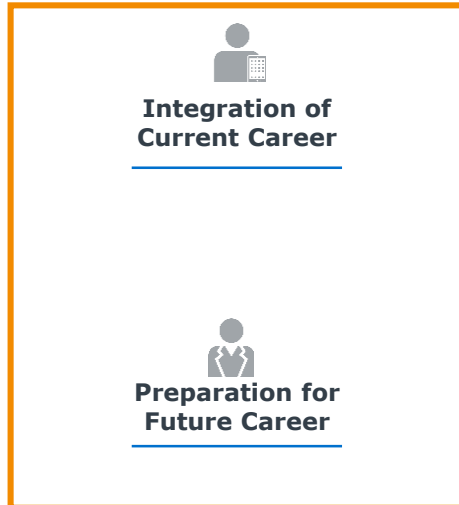 Integration of
Current Career
Preparation for
Future Career